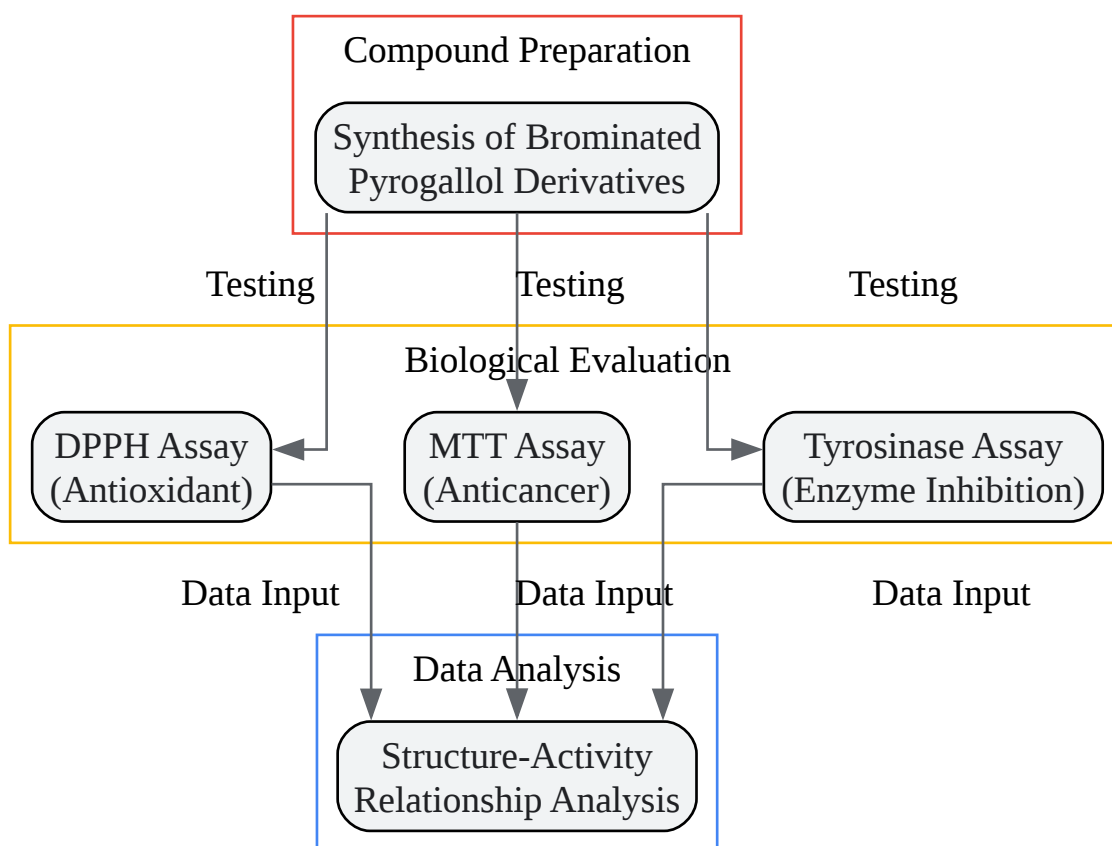 Compound Preparation
Synthesis of Brominated
Pyrogallol Derivatives
Testing
Testing
Testing
Biological Evaluation
DPPH Assay
(Antioxidant)
MTT Assay
(Anticancer)
Tyrosinase Assay
(Enzyme Inhibition)
Data Input
Data Input
Data Input
Data Analysis
Structure-Activity
Relationship Analysis